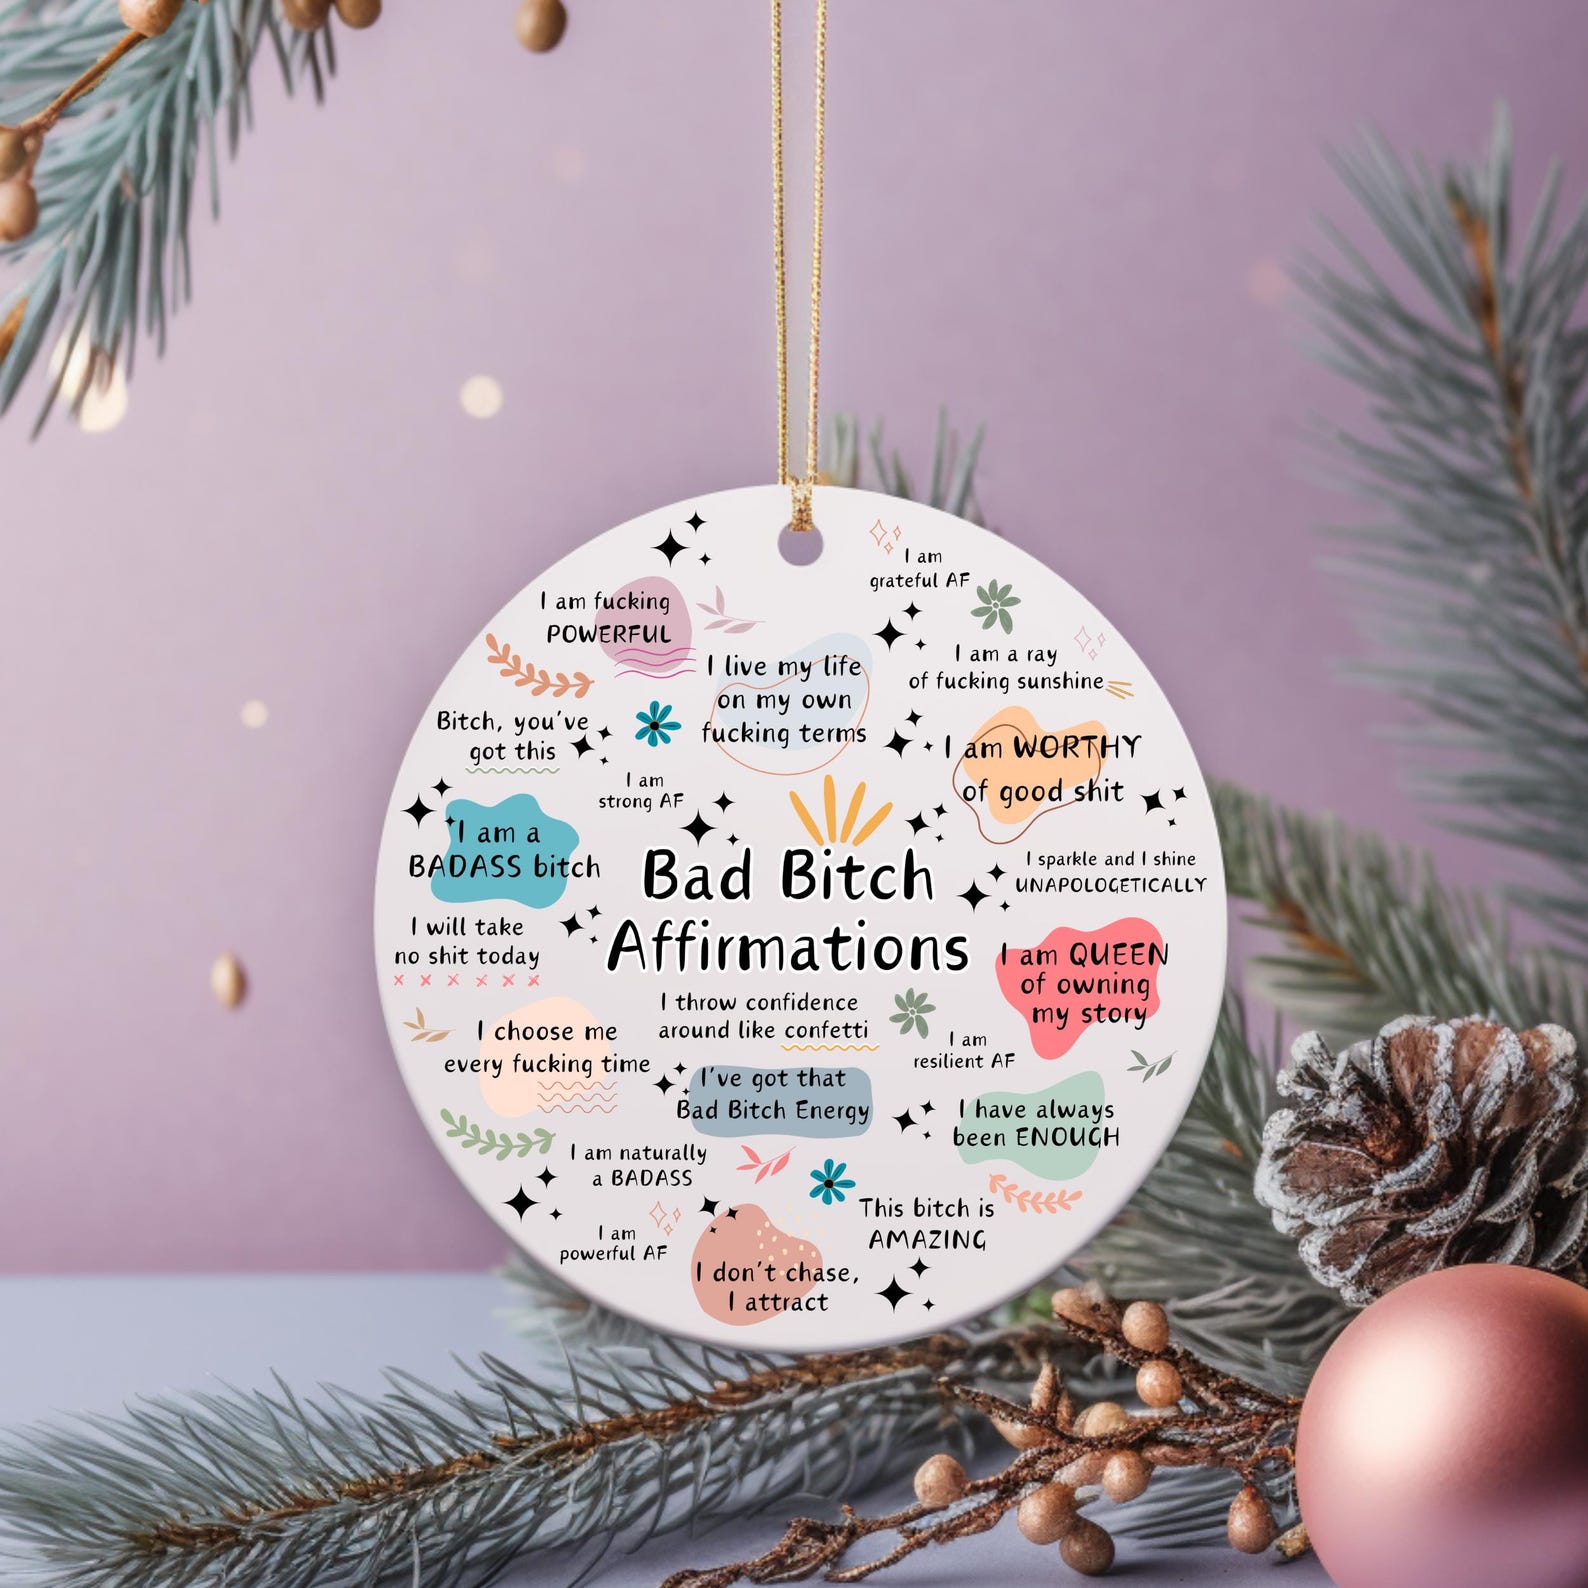 I am
grateful AF
I am fucking
POWERFUL
I live my life
on my own
fucking terms
I am a ray
of fucking sunshine
Bitch, you've
got this
I am
strong AF
I am WORTHY
of good shit
I am a
BADASS bitch
Bad Bitch
Affirmations
I sparkle and I shine
UNAPOLOGETICALLY
I will take
no shit today
I am QUEEN
of owning
my story
I throw confidence
around like confetti
I choose me
every fucking time
I am
resilient AF
I've got that
Bad Bitch Energy
I have always
been ENOUGH
I am naturally
a BADASS
This bitch is
AMAZING
I am
powerful AF
I don't chase,
I attract